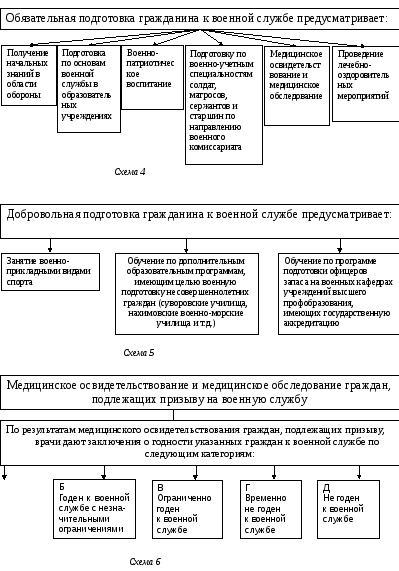 Обязательная подготовка гражданина к военной службе предусматривает:
Получение
начальных
знаний в
области
обороны
Подготовка
по основам
военной
службы в
образователь
ных
учреждениях
Военно-
патриотичес
кое
воспитание
Подготовку по
военно-учетным
специальностям
солдат,
матросов,
сержантов и
старшин по
направлению
военного
комиссариата
Медицинское
освидетельст
вование и
медицинское
обследование
Проведение
лечебно-
оздоровитель
ных
мероприятий
Схема 4
Добровольная подготовка гражданина к военной службе предусматривает:
Занятие военно-
прикладными видами
спорта
Обучение по дополнительным
образовательным программам,
имеющим целью военную
подготовку несовершеннолетних
граждан (суворовские училища,
нахимовские военно-морские
училища и т.д.)
Обучение по программе
подготовки офицеров
запаса на военных кафедрах
учреждений высшего
профобразования,
имеющих государственную
аккредитацию
Схема 5
Медицинское освидетельствование и медицинское обследование граждан,
подлежащих призыву на военную службу
По результатам медицинского освидетельствования граждан, подлежащих призыву,
врачи дают заключения о годности указанных граждан к военной службе по
следующим категориям:
Б
Годен к военной
службе с незна-
чительными
ограничениями
В
Ограниченно
годен
к военной
службе
Г
Временно
не годен
к военной
службе
Д
Не годен
к военной
службе
Схема 6